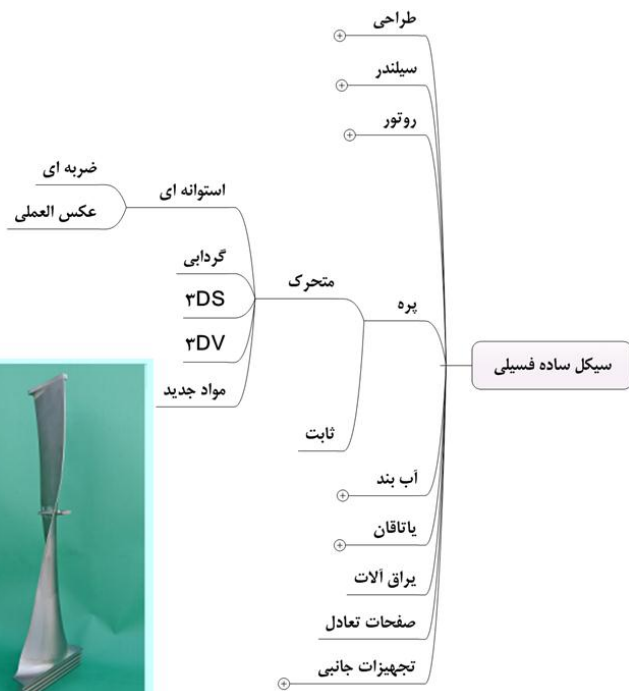 سیکل ساده فسیلی
طراحی
سیلندر
روتور
پره
متحرک
استوانه ای
ضربه ای
عکس العملی
گردابی
۳DS
۳DV
مواد جدید
ثابت
آب بند
یاتاقان
یراق آلات
صفحات تعادل
تجهیزات جانبی